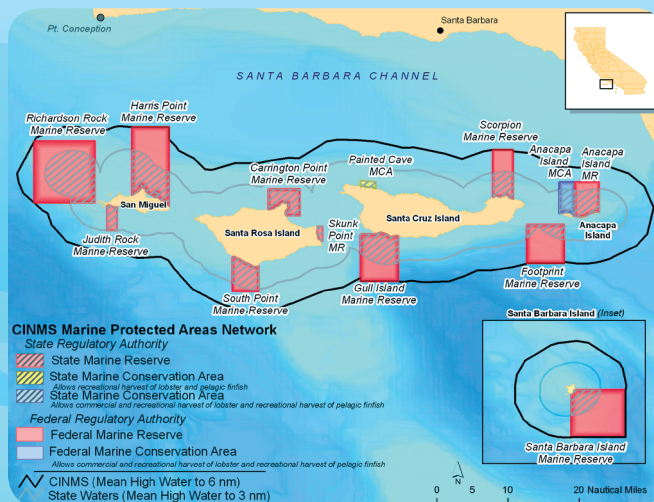 Pt. Conception
Santa Barbara
SANTA BARBARA CHANNEL
Richardson Rock
Marine Reserve
Harris Point
Marine Reserve
Carrington Point
Marine Reserve
Painted Cave
MCA
Scorpion
Marine Reserve
Anacapa
Island
MCA
Anacapa
Island
MR
San Miguel
Santa Rosa Island
Santa Cruz Island
Anacapa
Island
Judith Rock
Marine Reserve
Skunk
Point
MR
South Point
Marine Reserve
Gull Island
Marine Reserve
Footprint
Marine Reserve
CINMS Marine Protected Areas Network
State Regulatory Authority
State Marine Reserve
State Marine Conservation Area
Allows recreational harvest of lobster and pelagic finfish
State Marine Conservation Area
Allows commercial and recreational harvest of lobster and recreational harvest of pelagic finfish
Federal Regulatory Authority
Federal Marine Reserve
Federal Marine Conservation Area
Allows commercial and recreational harvest of lobster and recreational harvest of pelagic finfish
CINMS (Mean High Water to 6 nm)
State Waters (Mean High Water to 3 nm)
Santa Barbara Island (Inset)
Santa Barbara Island
Marine Reserve
N
0 5 10 20 Nautical Miles